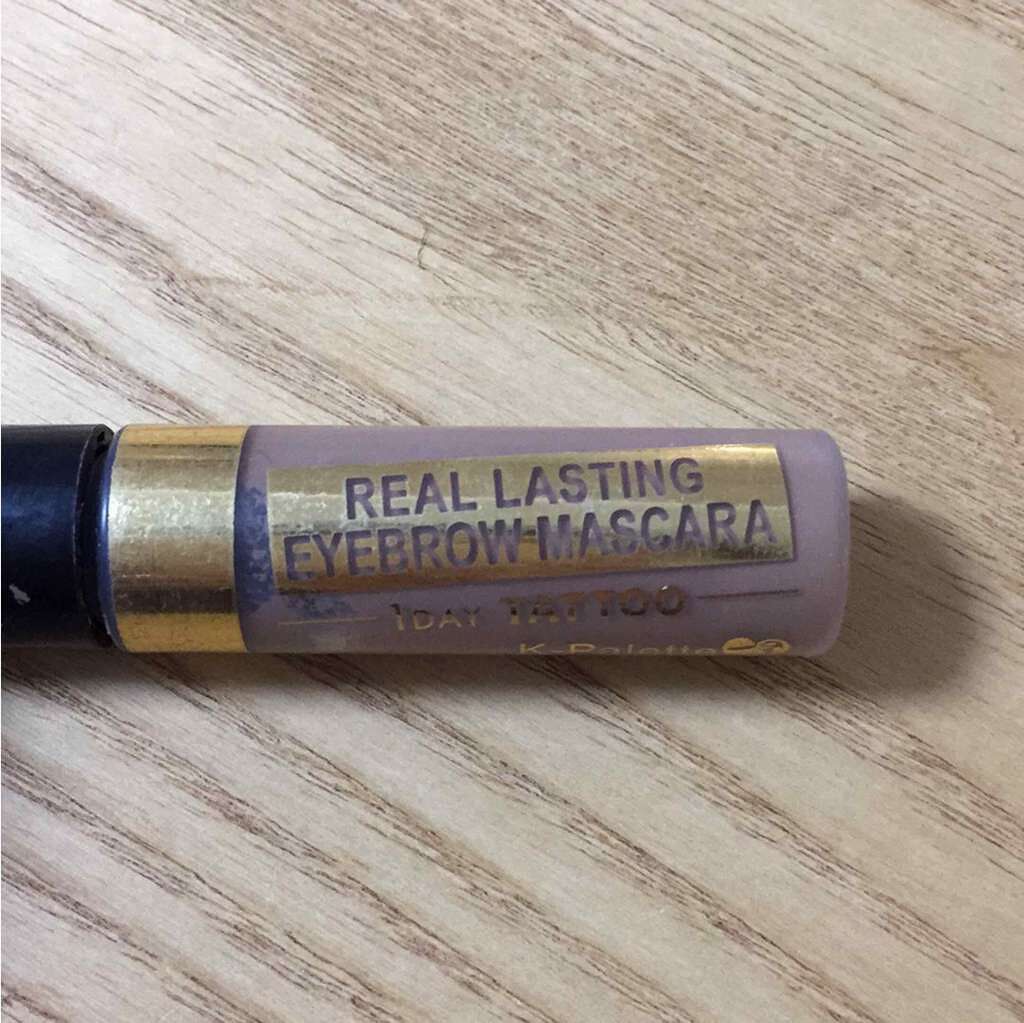 REAL LASTING
EYEBROW MASCARA
1DAY TATTOO
K-Palette